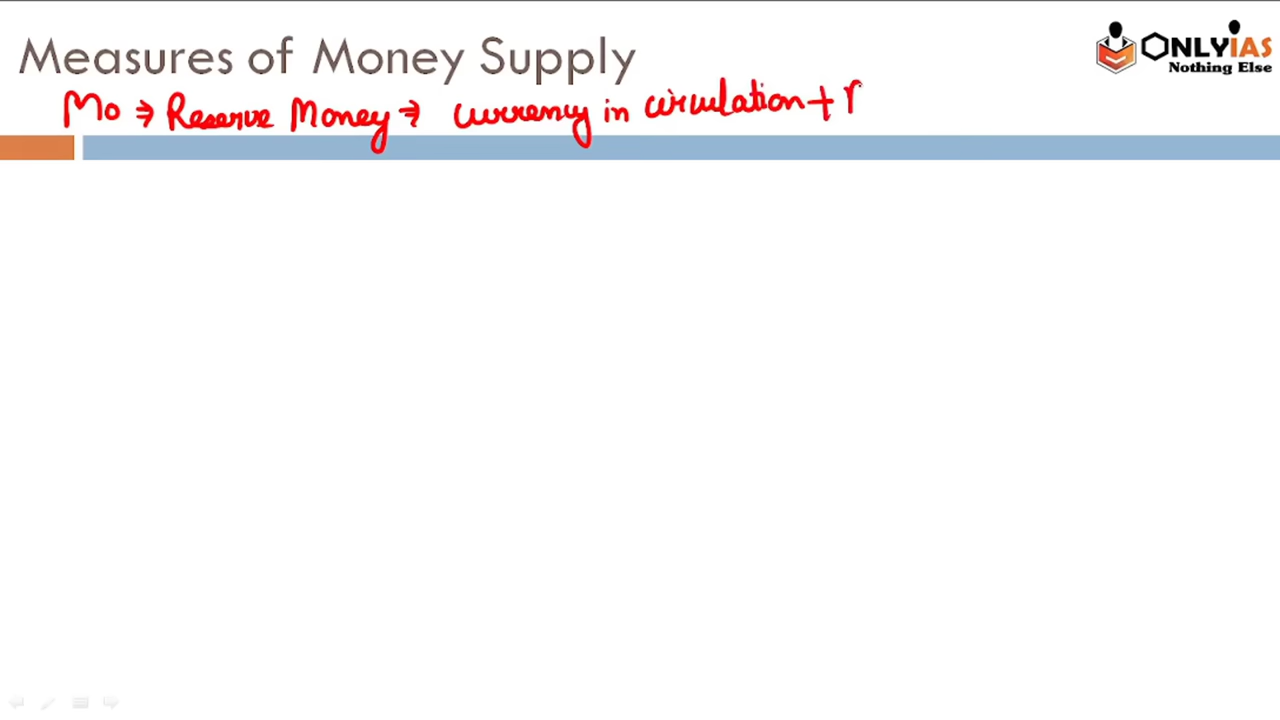 Measures of Money Supply
ONLYIAS
Nothing Else
Mo → Reserve Money → currency in circulation +